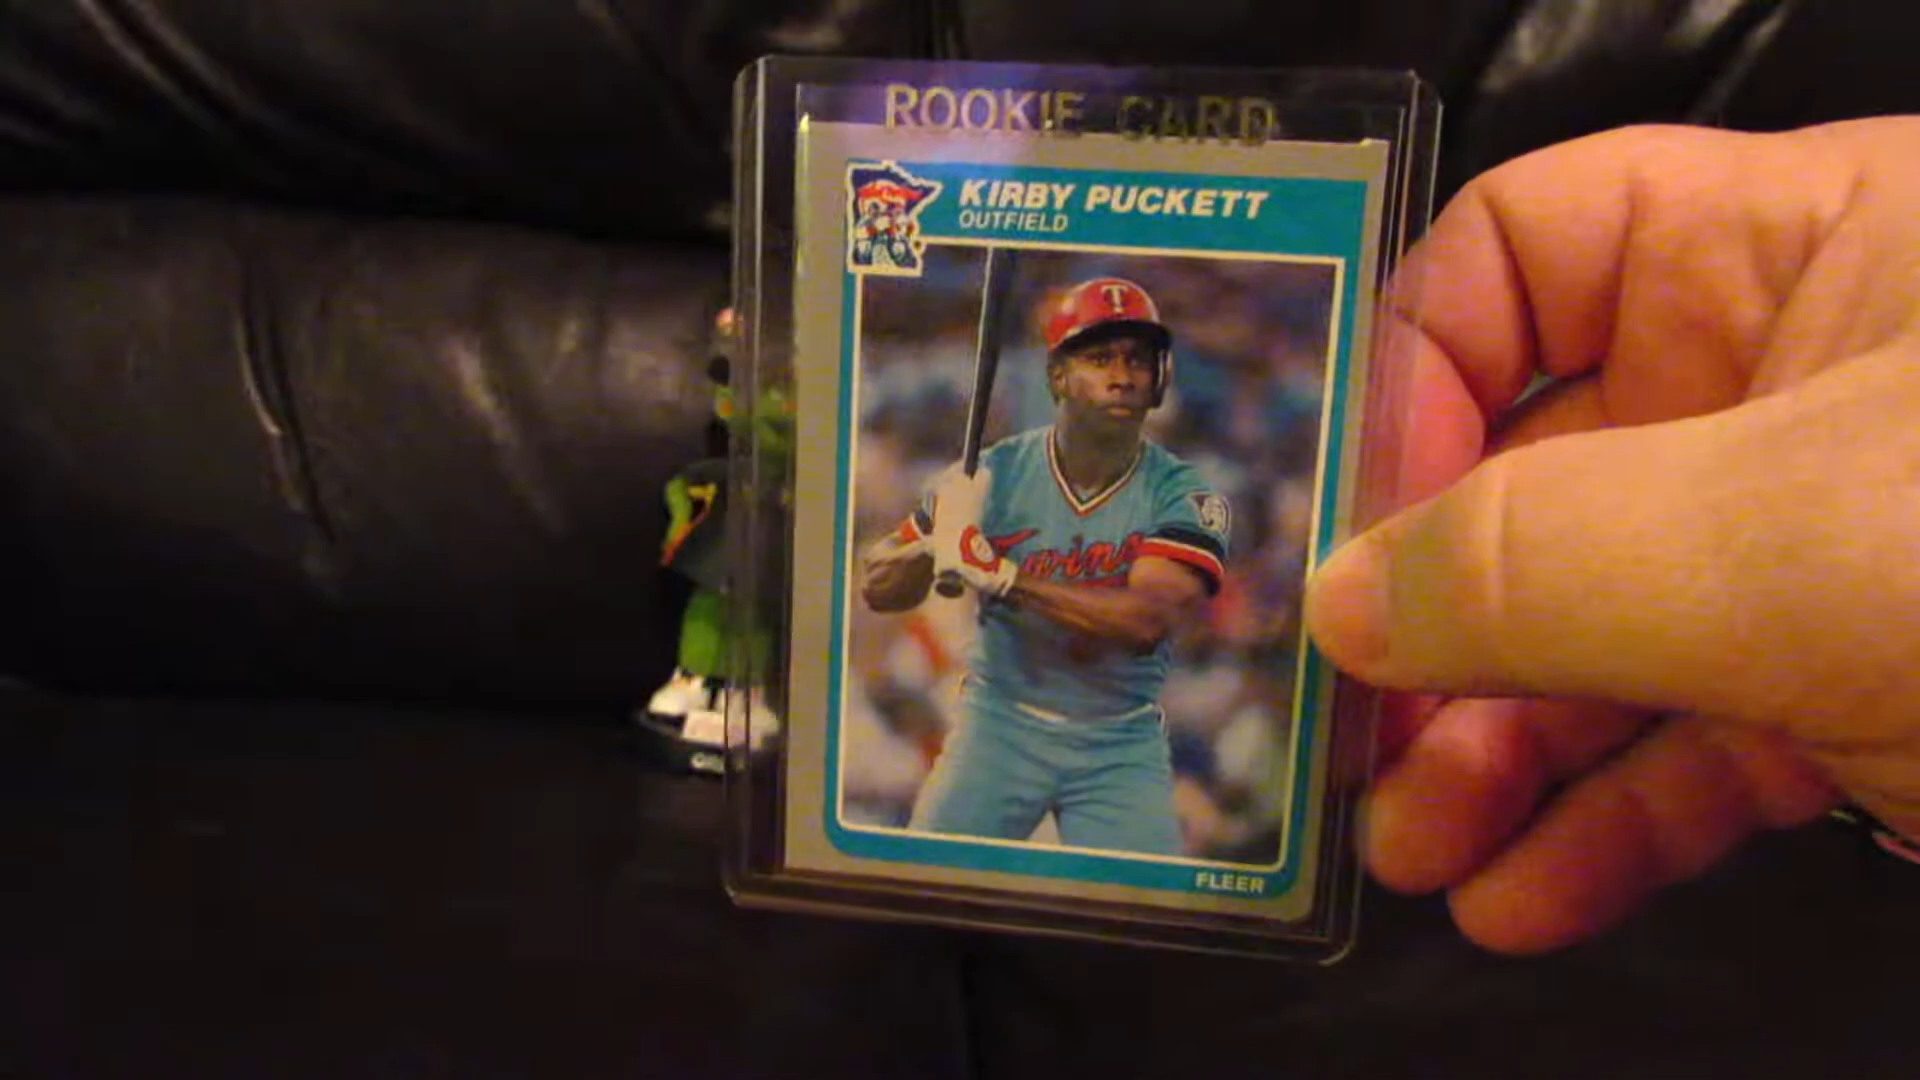 ROOKIE CARD
KIRBY PUCKETT
OUTFIELD
T
Twins
FLEER